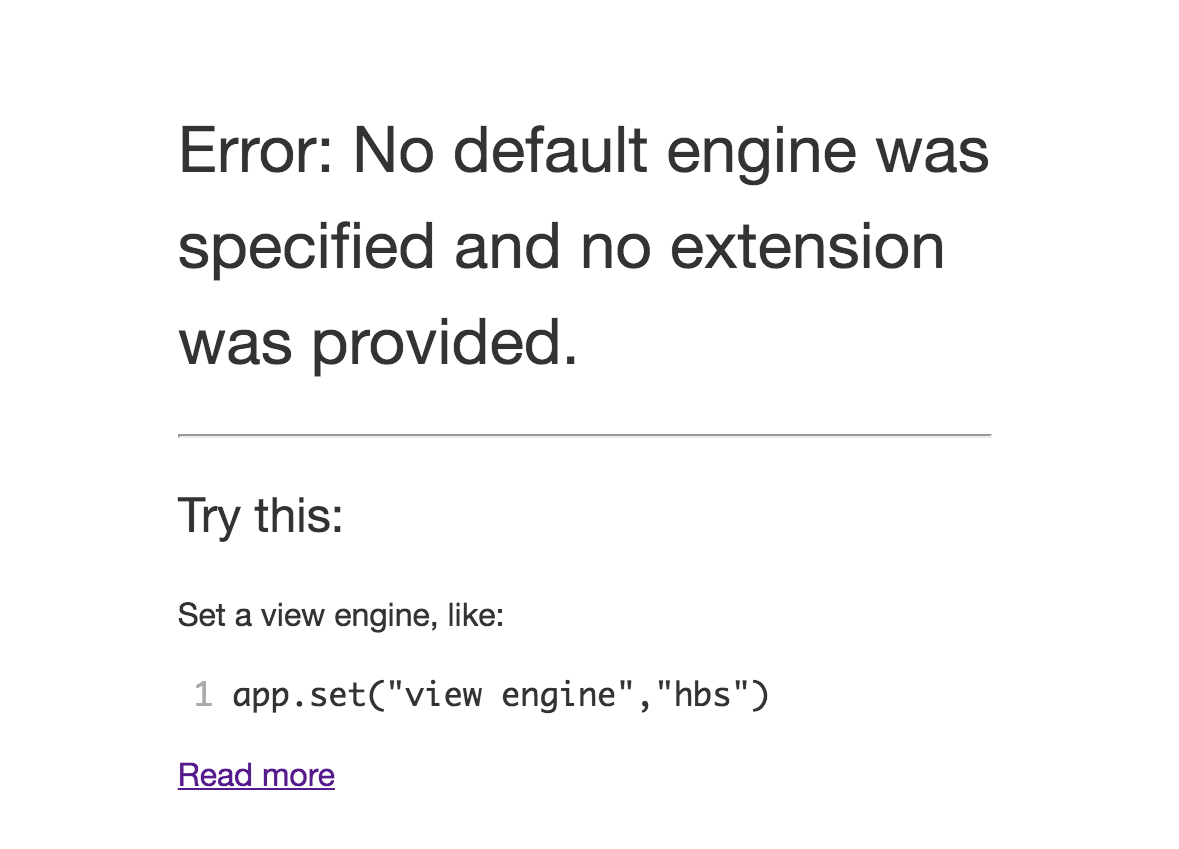 Error: No default engine was
specified and no extension
was provided.
Try this:
Set a view engine, like:
1 app.set("view engine","hbs")
Read more